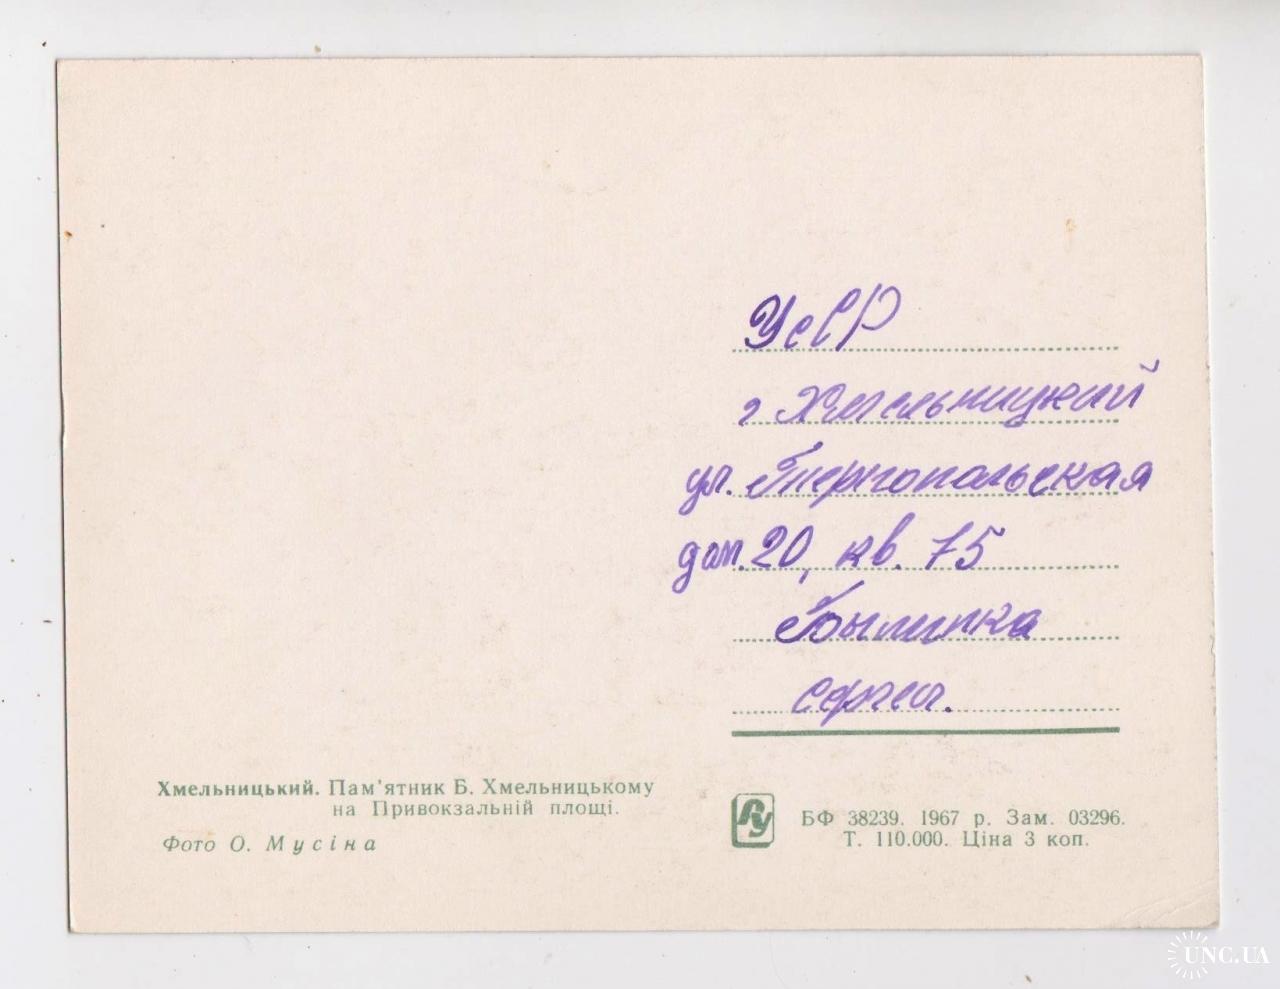 УССР
г Хмельницкий
ул. Тернопольская
дом. 20, кв. 75
Хмельницький. Пам'ятник Б. Хмельницькому
на Привокзальній площі.
Фото О. Мусіна
БФ 38239. 1967 р. Зам. 03296.
Т. 110.000. Ціна 3 коп.
UNC.UA